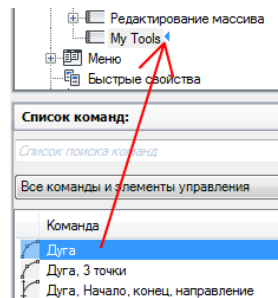 Редактирование массива
My Tools
Меню
Быстрые свойства
Список команд:
Список поиска команд
Все команды и элементы управления
Команда
Дуга
Дуга, 3 точки
Дуга, Начало, конец, направление